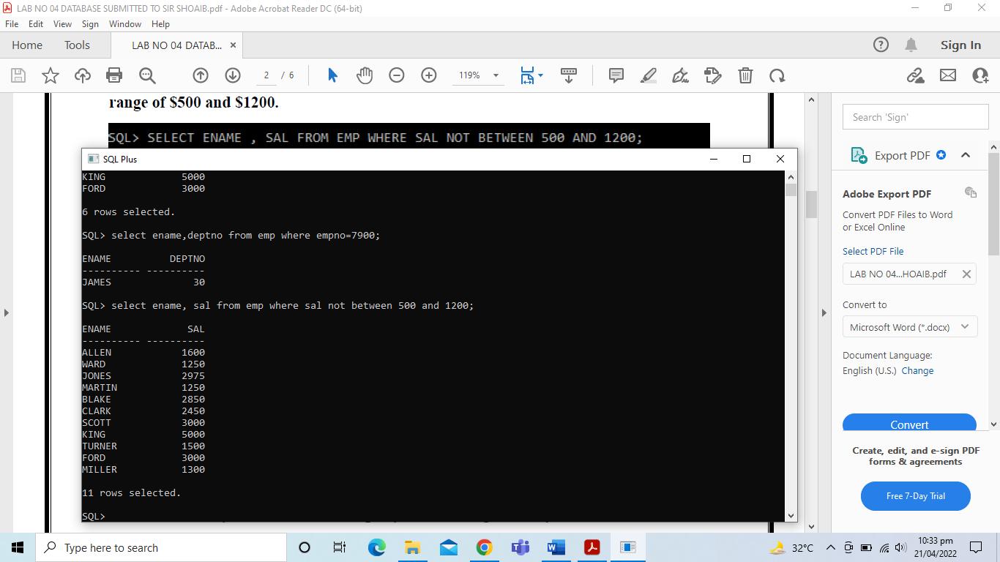 LAB NO 04 DATABASE SUBMITTED TO SIR SHOAIB.pdf - Adobe Acrobat Reader DC (64-bit)
File Edit View Sign Window Help
Home Tools LAB NO 04 DATAB... × Sign In
2 / 6 119%
range of $500 and $1200.
SQL> SELECT ENAME , SAL FROM EMP WHERE SAL NOT BETWEEN 500 AND 1200;
SQL Plus
KING 5000
FORD 3000
6 rows selected.
SQL> select ename,deptno from emp where empno=7900;
ENAME DEPTNO
---------- ----------
JAMES 30
SQL> select ename, sal from emp where sal not between 500 and 1200;
ENAME SAL
---------- ----------
ALLEN 1600
WARD 1250
JONES 2975
MARTIN 1250
BLAKE 2850
CLARK 2450
SCOTT 3000
KING 5000
TURNER 1500
FORD 3000
MILLER 1300
11 rows selected.
SQL>
Search 'Sign'
Export PDF
Adobe Export PDF
Convert PDF Files to Word
or Excel Online
Select PDF File
LAB NO 04...HOAIB.pdf
Convert to
Microsoft Word (*.docx)
Document Language:
English (U.S.) Change
Convert
Create, edit, and e-sign PDF
forms & agreements
Free 7-Day Trial
Type here to search
32°C
10:33 pm
21/04/2022